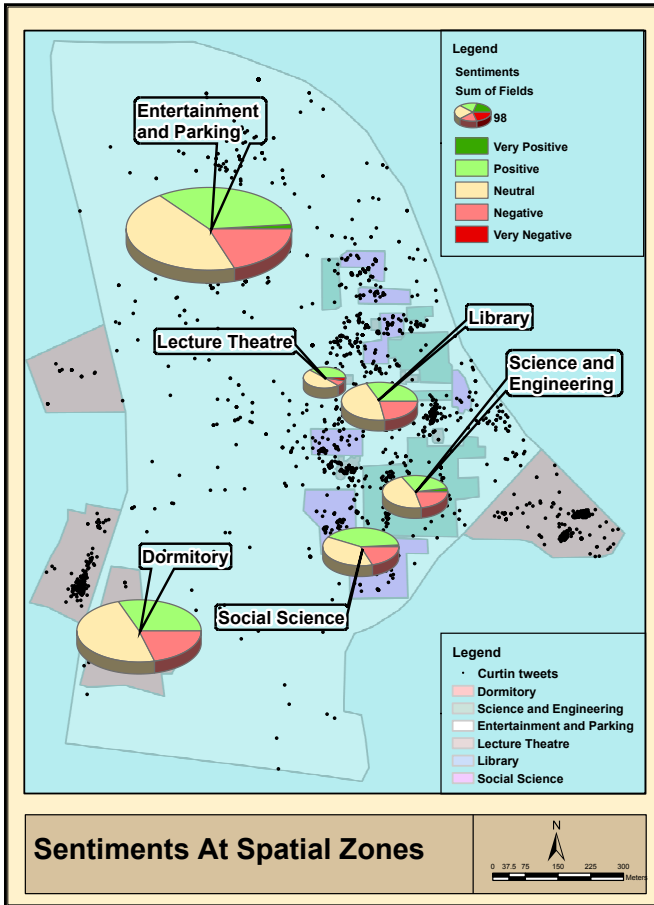 Legend
Sentiments
Sum of Fields
98
Very Positive
Positive
Neutral
Negative
Very Negative
Entertainment
and Parking
Library
Lecture Theatre
Science and
Engineering
Dormitory
Social Science
Legend
Curtin tweets
Dormitory
Science and Engineering
Entertainment and Parking
Lecture Theatre
Library
Social Science
Sentiments At Spatial Zones
N
0 37.5 75 150 225 300
Meters